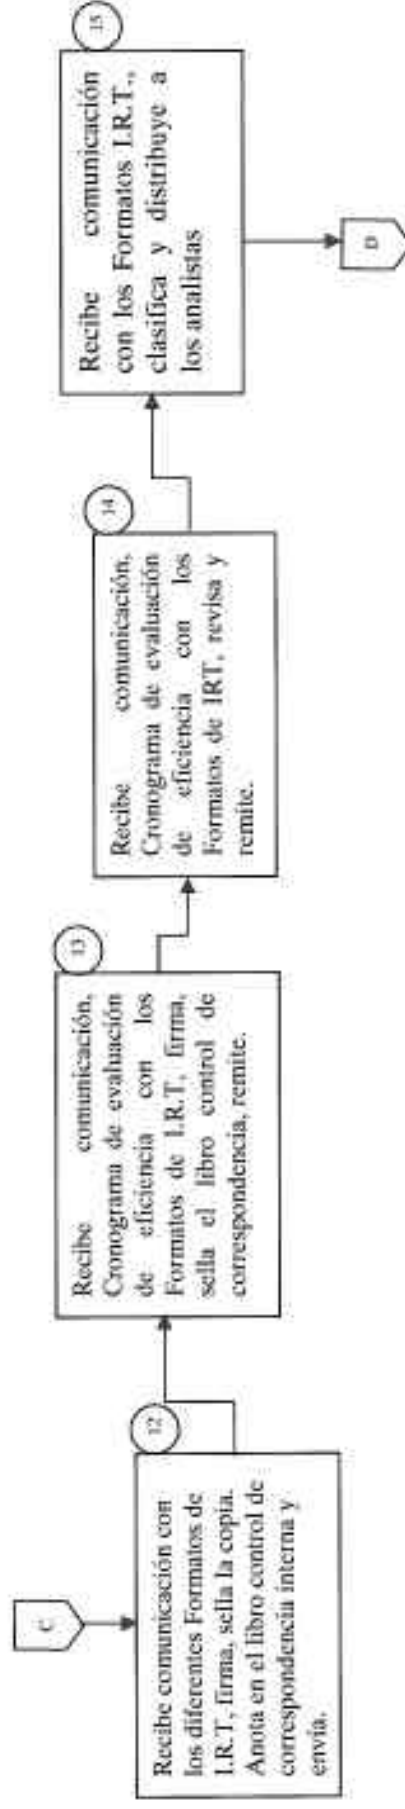 C
12
Recibe comunicación con
los diferentes Formatos de
I.R.T, firma, sella la copia.
Anota en el libro control de
correspondencia interna y
envía.
13
Recibe comunicación,
Cronograma de evaluación
de eficiencia con los
Formatos de I.R.T, firma,
sella el libro control de
correspondencia, remite.
14
Recibe comunicación,
Cronograma de evaluación
de eficiencia con los
Formatos de IRT, revisa y
remite.
15
Recibe comunicación
con los Formatos I.R.T.,
clasifica y distribuye a
los analistas
D